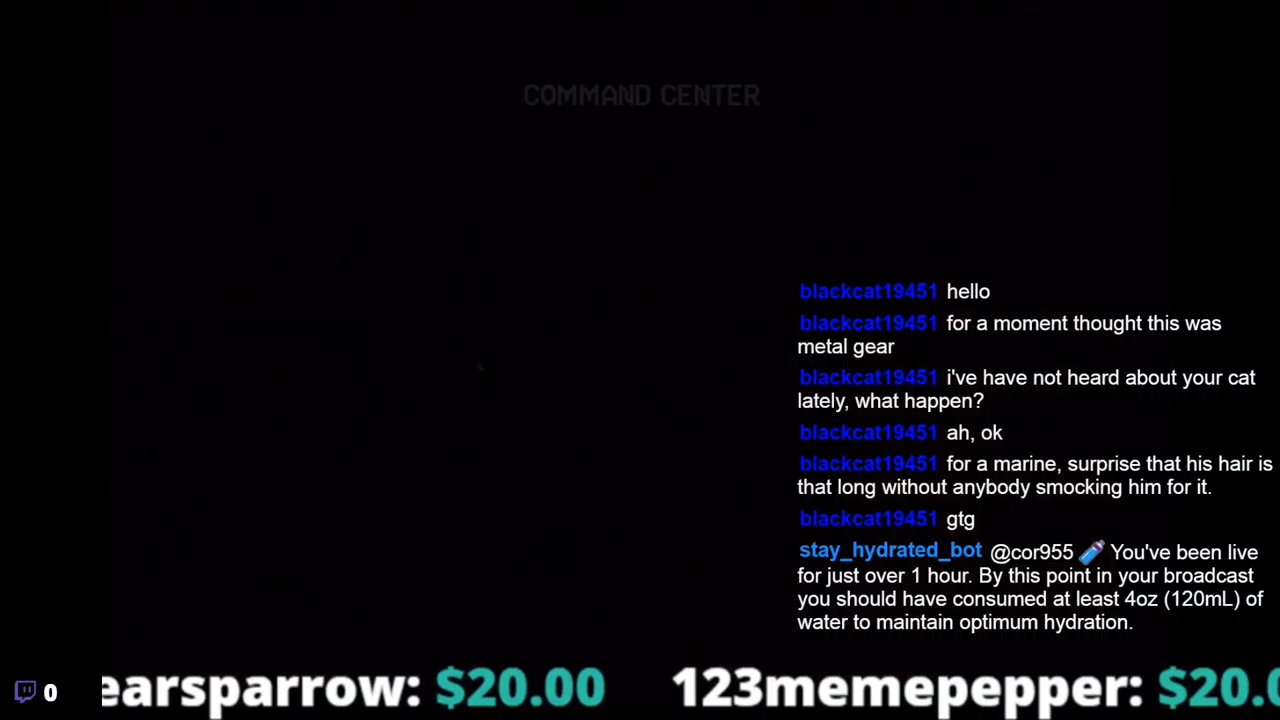 COMMAND CENTER
blackcat19451 hello
blackcat19451 for a moment thought this was
metal gear
blackcat19451 i've have not heard about your cat
lately, what happen?
blackcat19451 ah, ok
blackcat19451 for a marine, surprise that his hair is
that long without anybody smocking him for it.
blackcat19451 gtg
stay_hydrated_bot @cor955 You've been live
for just over 1 hour. By this point in your broadcast
you should have consumed at least 4oz (120mL) of
water to maintain optimum hydration.
0 earsparrow: $20.00 123memepepper: $20.0